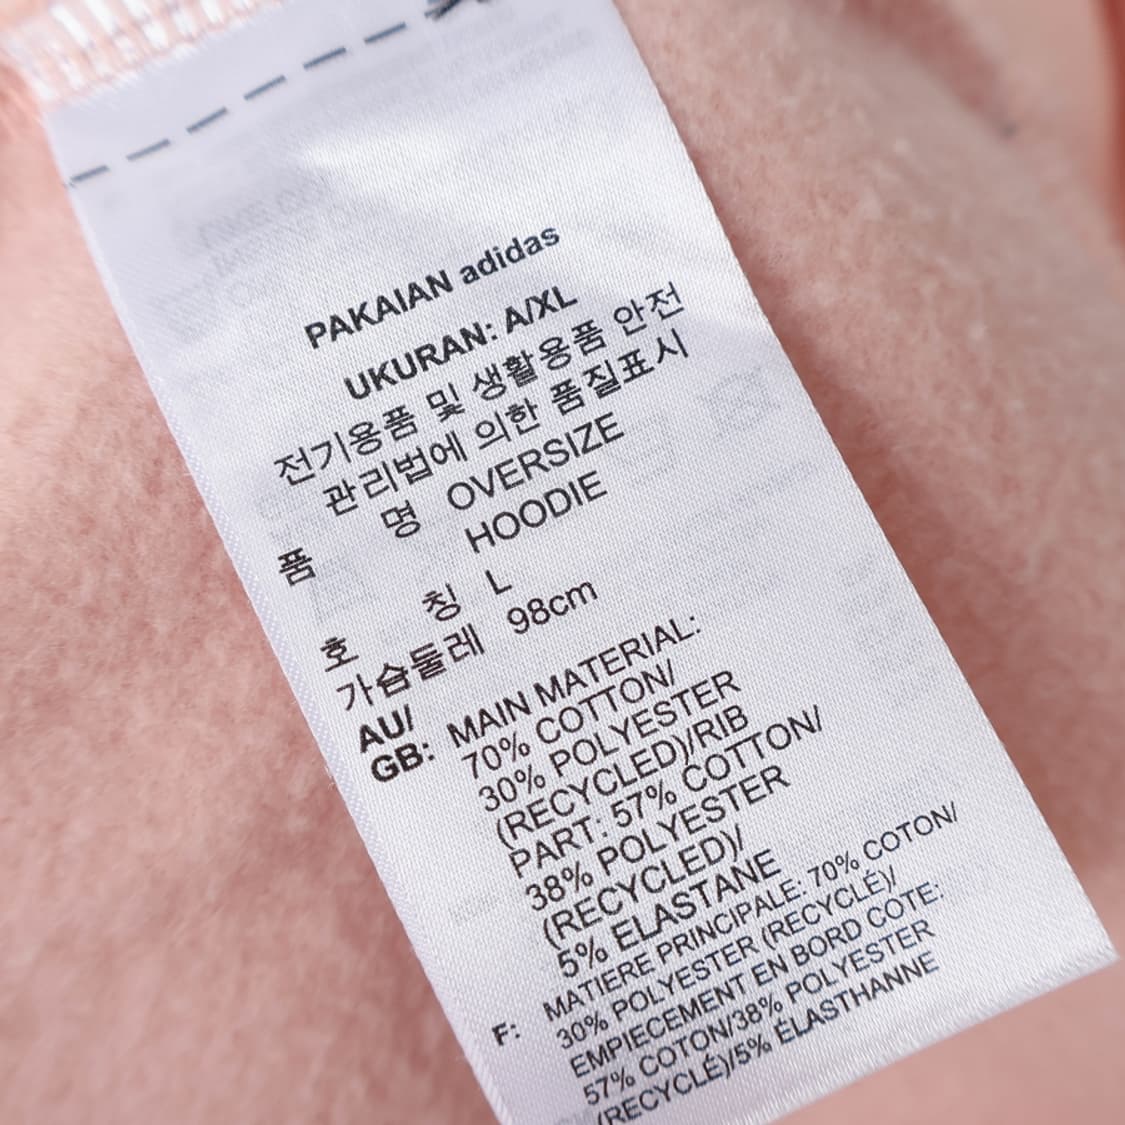 PAKAIAN adidas
UKURAN: A/XL
전기용품 및 생활용품 안전
관리법에 의한 품질표시
품 명 OVERSIZE
HOODIE
호 칭 L
가슴둘레 98cm
AU/
GB: MAIN MATERIAL:
70% COTTON/
30% POLYESTER
(RECYCLED)/RIB
PART: 57% COTTON/
38% POLYESTER
(RECYCLED)/
5% ELASTANE
F: MATIERE PRINCIPALE: 70% COTON/
30% POLYESTER (RECYCLÉ)/
EMPIECEMENT EN BORD COTE:
57% COTON/38% POLYESTER
(RECYCLÉ)/5% ÉLASTHANNE